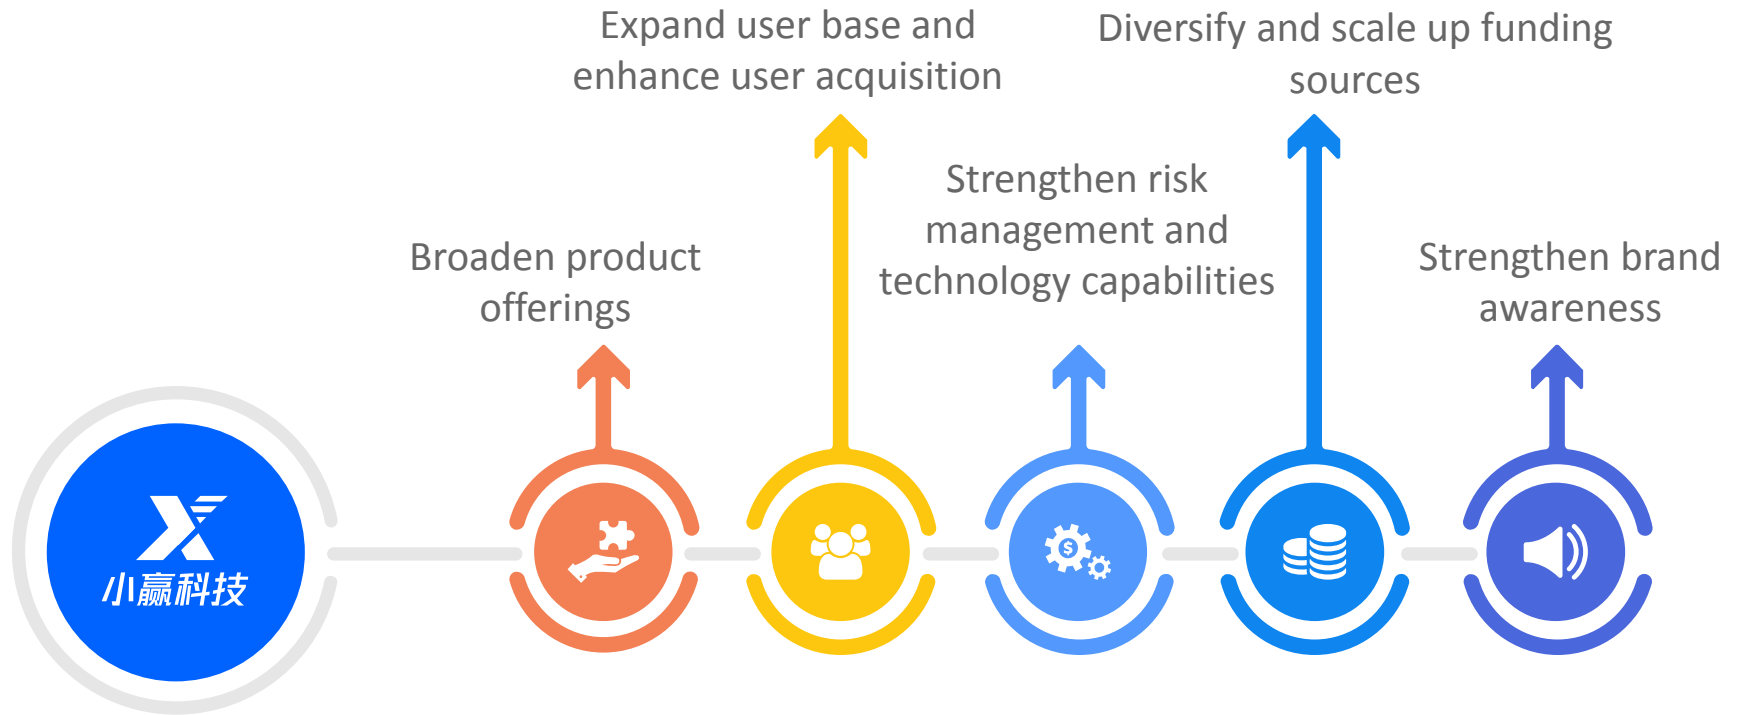 Expand user base and
enhance user acquisition
Diversify and scale up funding
sources
Strengthen risk
management and
technology capabilities
Broaden product
offerings
Strengthen brand
awareness
X
小赢科技
$